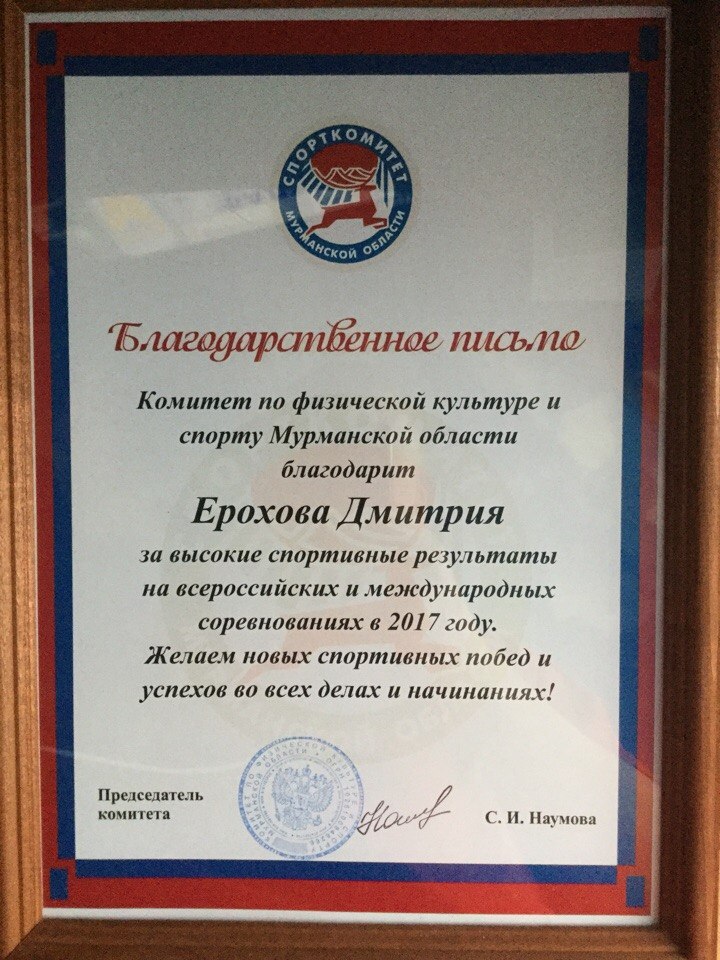 СПОРТКОМИТЕТ
МУРМАНСКОЙ ОБЛАСТИ
Благодарственное письмо
Комитет по физической культуре и
спорту Мурманской области
благодарит
Ерохова Дмитрия
за высокие спортивные результаты
на всероссийских и международных
соревнованиях в 2017 году.
Желаем новых спортивных побед и
успехов во всех делах и начинаниях!
Председатель
комитета
С. И. Наумова